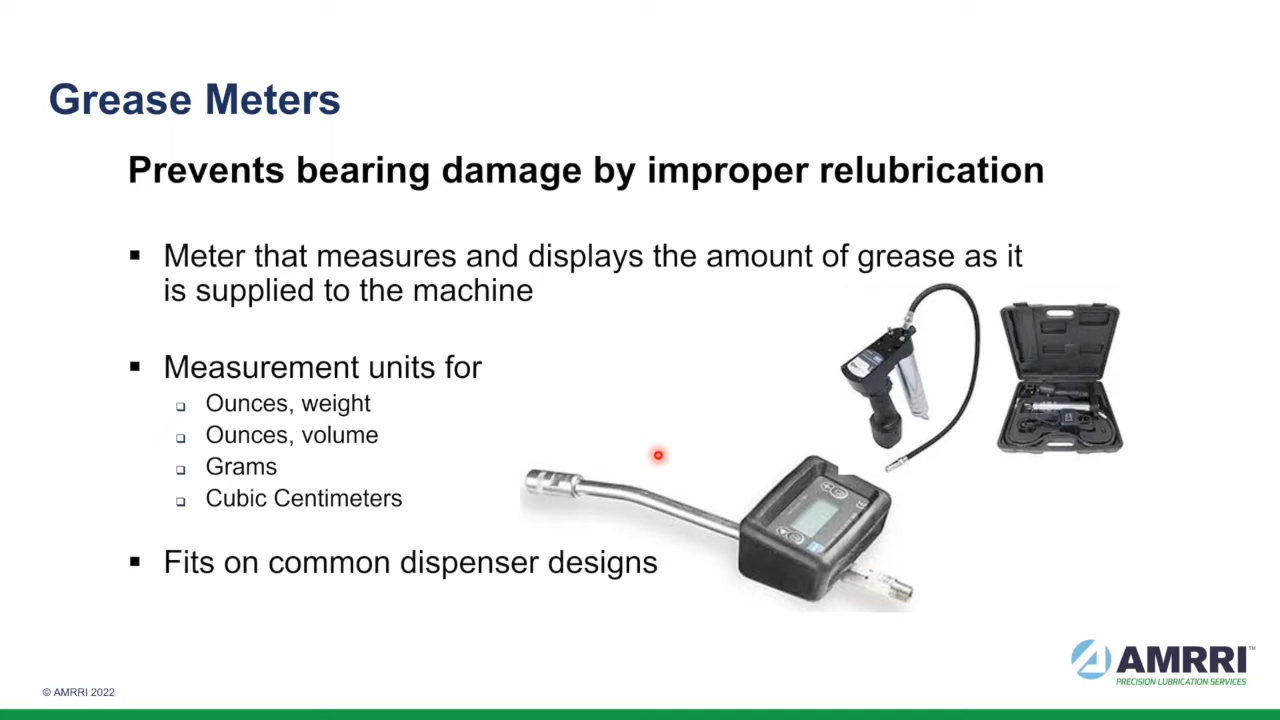 Grease Meters
Prevents bearing damage by improper relubrication
▪ Meter that measures and displays the amount of grease as it
is supplied to the machine
▪ Measurement units for
❑ Ounces, weight
❑ Ounces, volume
❑ Grams
❑ Cubic Centimeters
▪ Fits on common dispenser designs
AMRRI™
PRECISION LUBRICATION SERVICES
© AMRRI 2022